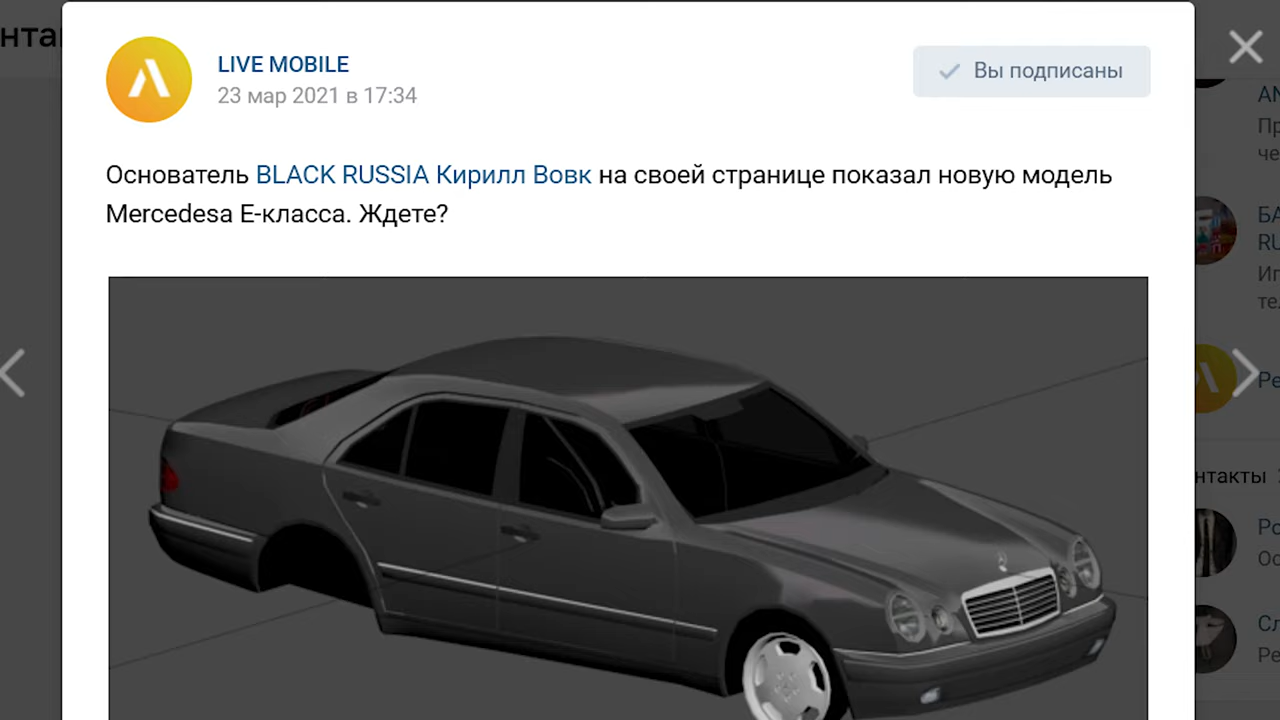 LIVE MOBILE
23 мар 2021 в 17:34
Вы подписаны
Основатель BLACK RUSSIA Кирилл Вовк на своей странице показал новую модель
Mercedesa E-класса. Ждете?